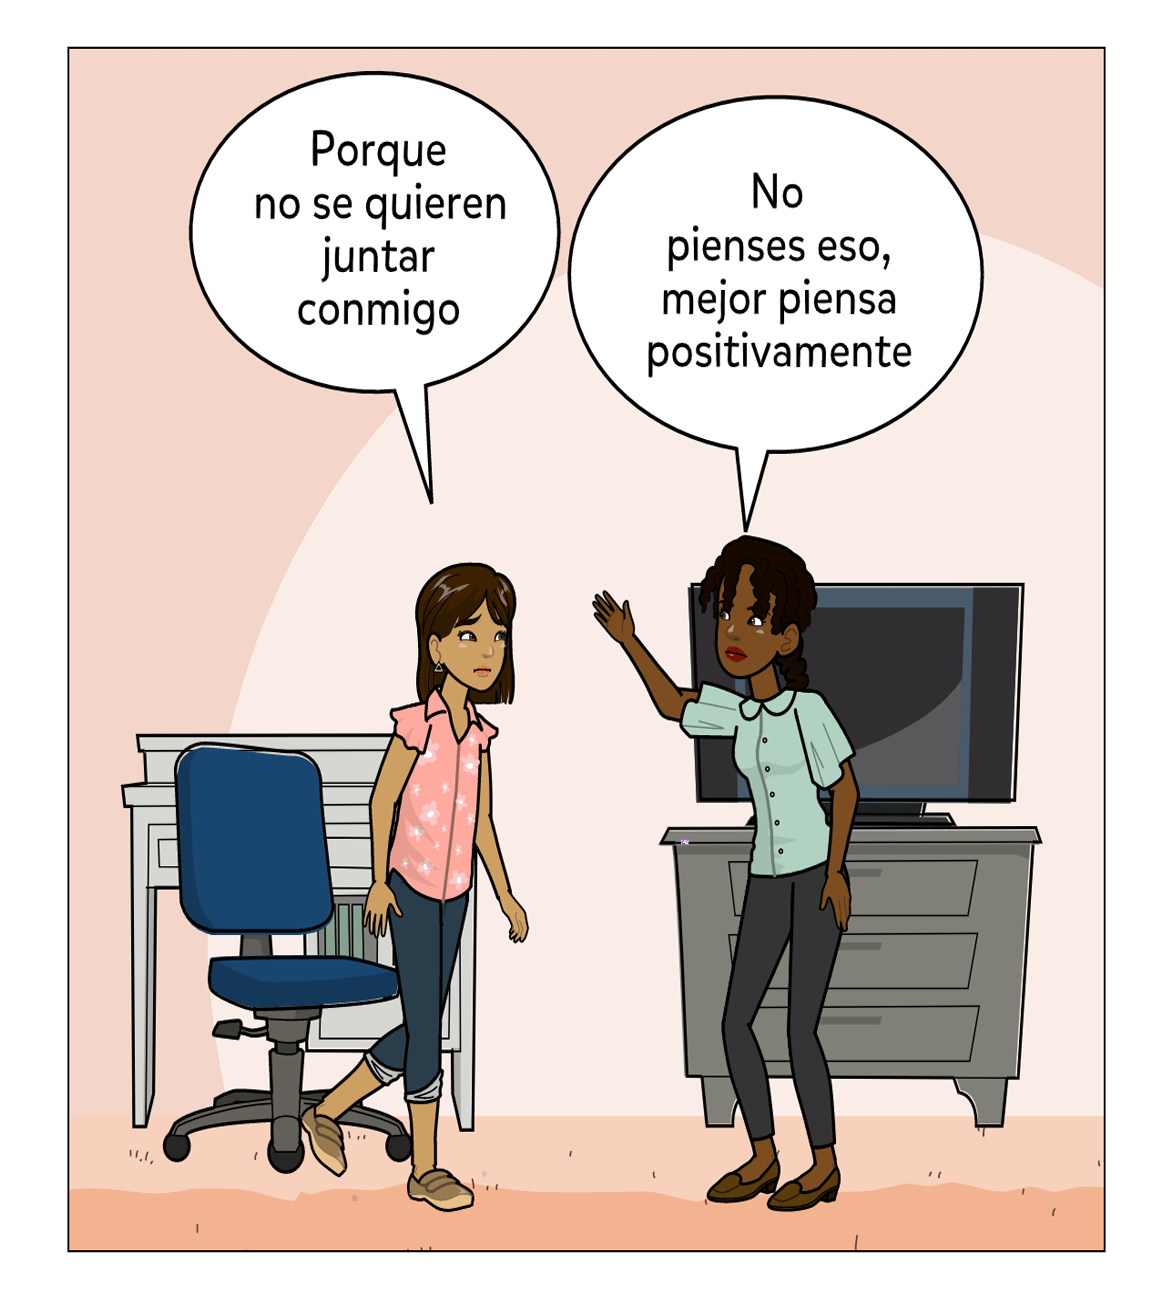 Porque
no se quieren
juntar
conmigo
No
pienses eso,
mejor piensa
positivamente